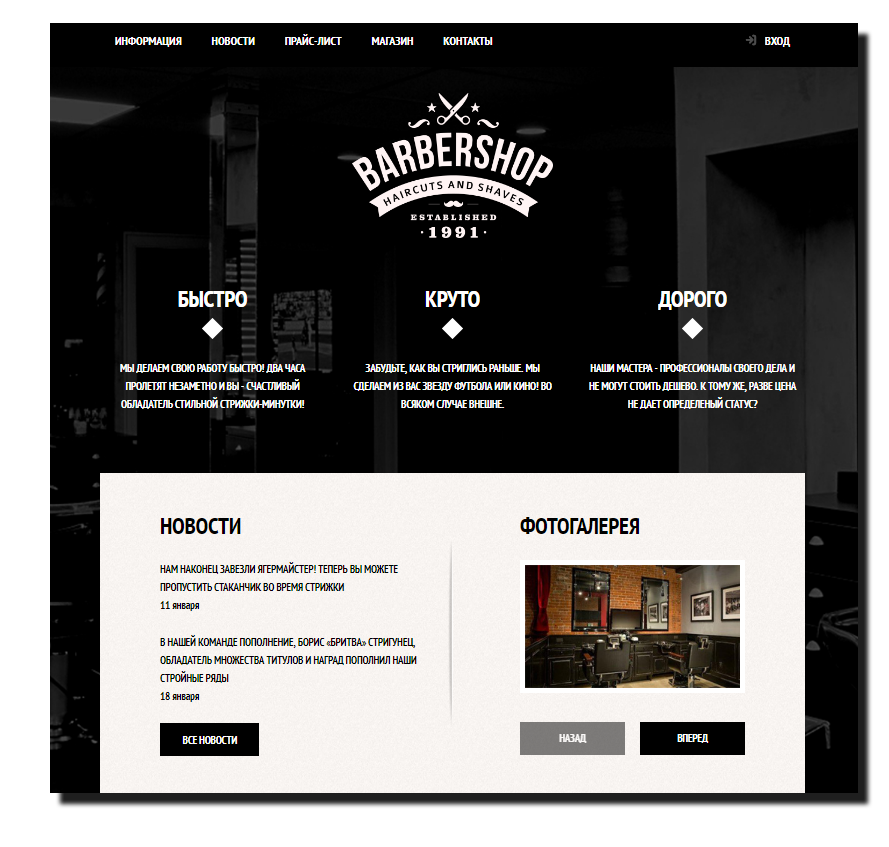 ИНФОРМАЦИЯ НОВОСТИ ПРАЙС-ЛИСТ МАГАЗИН КОНТАКТЫ ВХОД
BARBERSHOP
HAIRCUTS AND SHAVES
ESTABLISHED
·1991·
БЫСТРО
МЫ ДЕЛАЕМ СВОЮ РАБОТУ БЫСТРО! ДВА ЧАСА
ПРОЛЕТЯТ НЕЗАМЕТНО И ВЫ - СЧАСТЛИВЫЙ
ОБЛАДАТЕЛЬ СТИЛЬНОЙ СТРИЖКИ-МИНУТКИ!
КРУТО
ЗАБУДЬТЕ, КАК ВЫ СТРИГЛИСЬ РАНЬШЕ. МЫ
СДЕЛАЕМ ИЗ ВАС ЗВЕЗДУ ФУТБОЛА ИЛИ КИНО! ВО
ВСЯКОМ СЛУЧАЕ ВНЕШНЕ.
ДОРОГО
НАШИ МАСТЕРА - ПРОФЕССИОНАЛЫ СВОЕГО ДЕЛА И
НЕ МОГУТ СТОИТЬ ДЕШЕВО. К ТОМУ ЖЕ, РАЗВЕ ЦЕНА
НЕ ДАЕТ ОПРЕДЕЛЕНЫЙ СТАТУС?
НОВОСТИ
НАМ НАКОНЕЦ ЗАВЕЗЛИ ЯГЕРМАЙСТЕР! ТЕПЕРЬ ВЫ МОЖЕТЕ
ПРОПУСТИТЬ СТАКАНЧИК ВО ВРЕМЯ СТРИЖКИ
11 января
В НАШЕЙ КОМАНДЕ ПОПОЛНЕНИЕ, БОРИС «БРИТВА» СТРИГУНЕЦ,
ОБЛАДАТЕЛЬ МНОЖЕСТВА ТИТУЛОВ И НАГРАД ПОПОЛНИЛ НАШИ
СТРОЙНЫЕ РЯДЫ
18 января
ВСЕ НОВОСТИ
ФОТОГАЛЕРЕЯ
НАЗАД
ВПЕРЕД